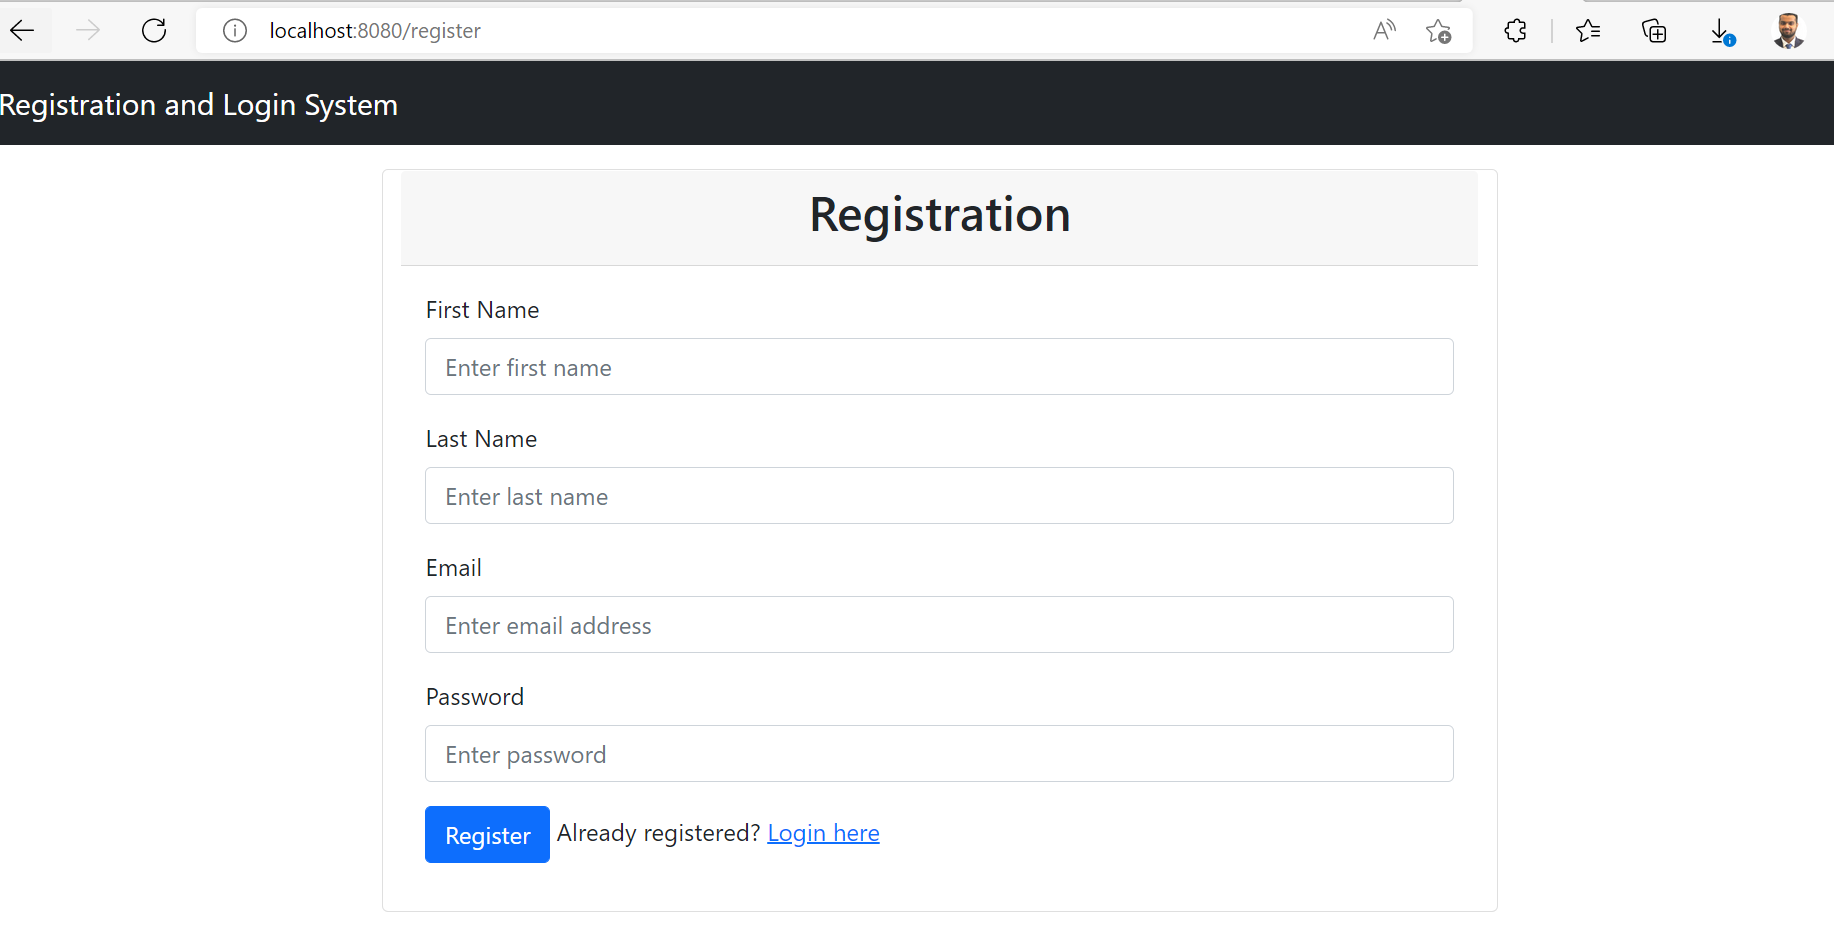 localhost:8080/register
Registration and Login System
Registration
First Name
Enter first name
Last Name
Enter last name
Email
Enter email address
Password
Enter password
Register Already registered? Login here